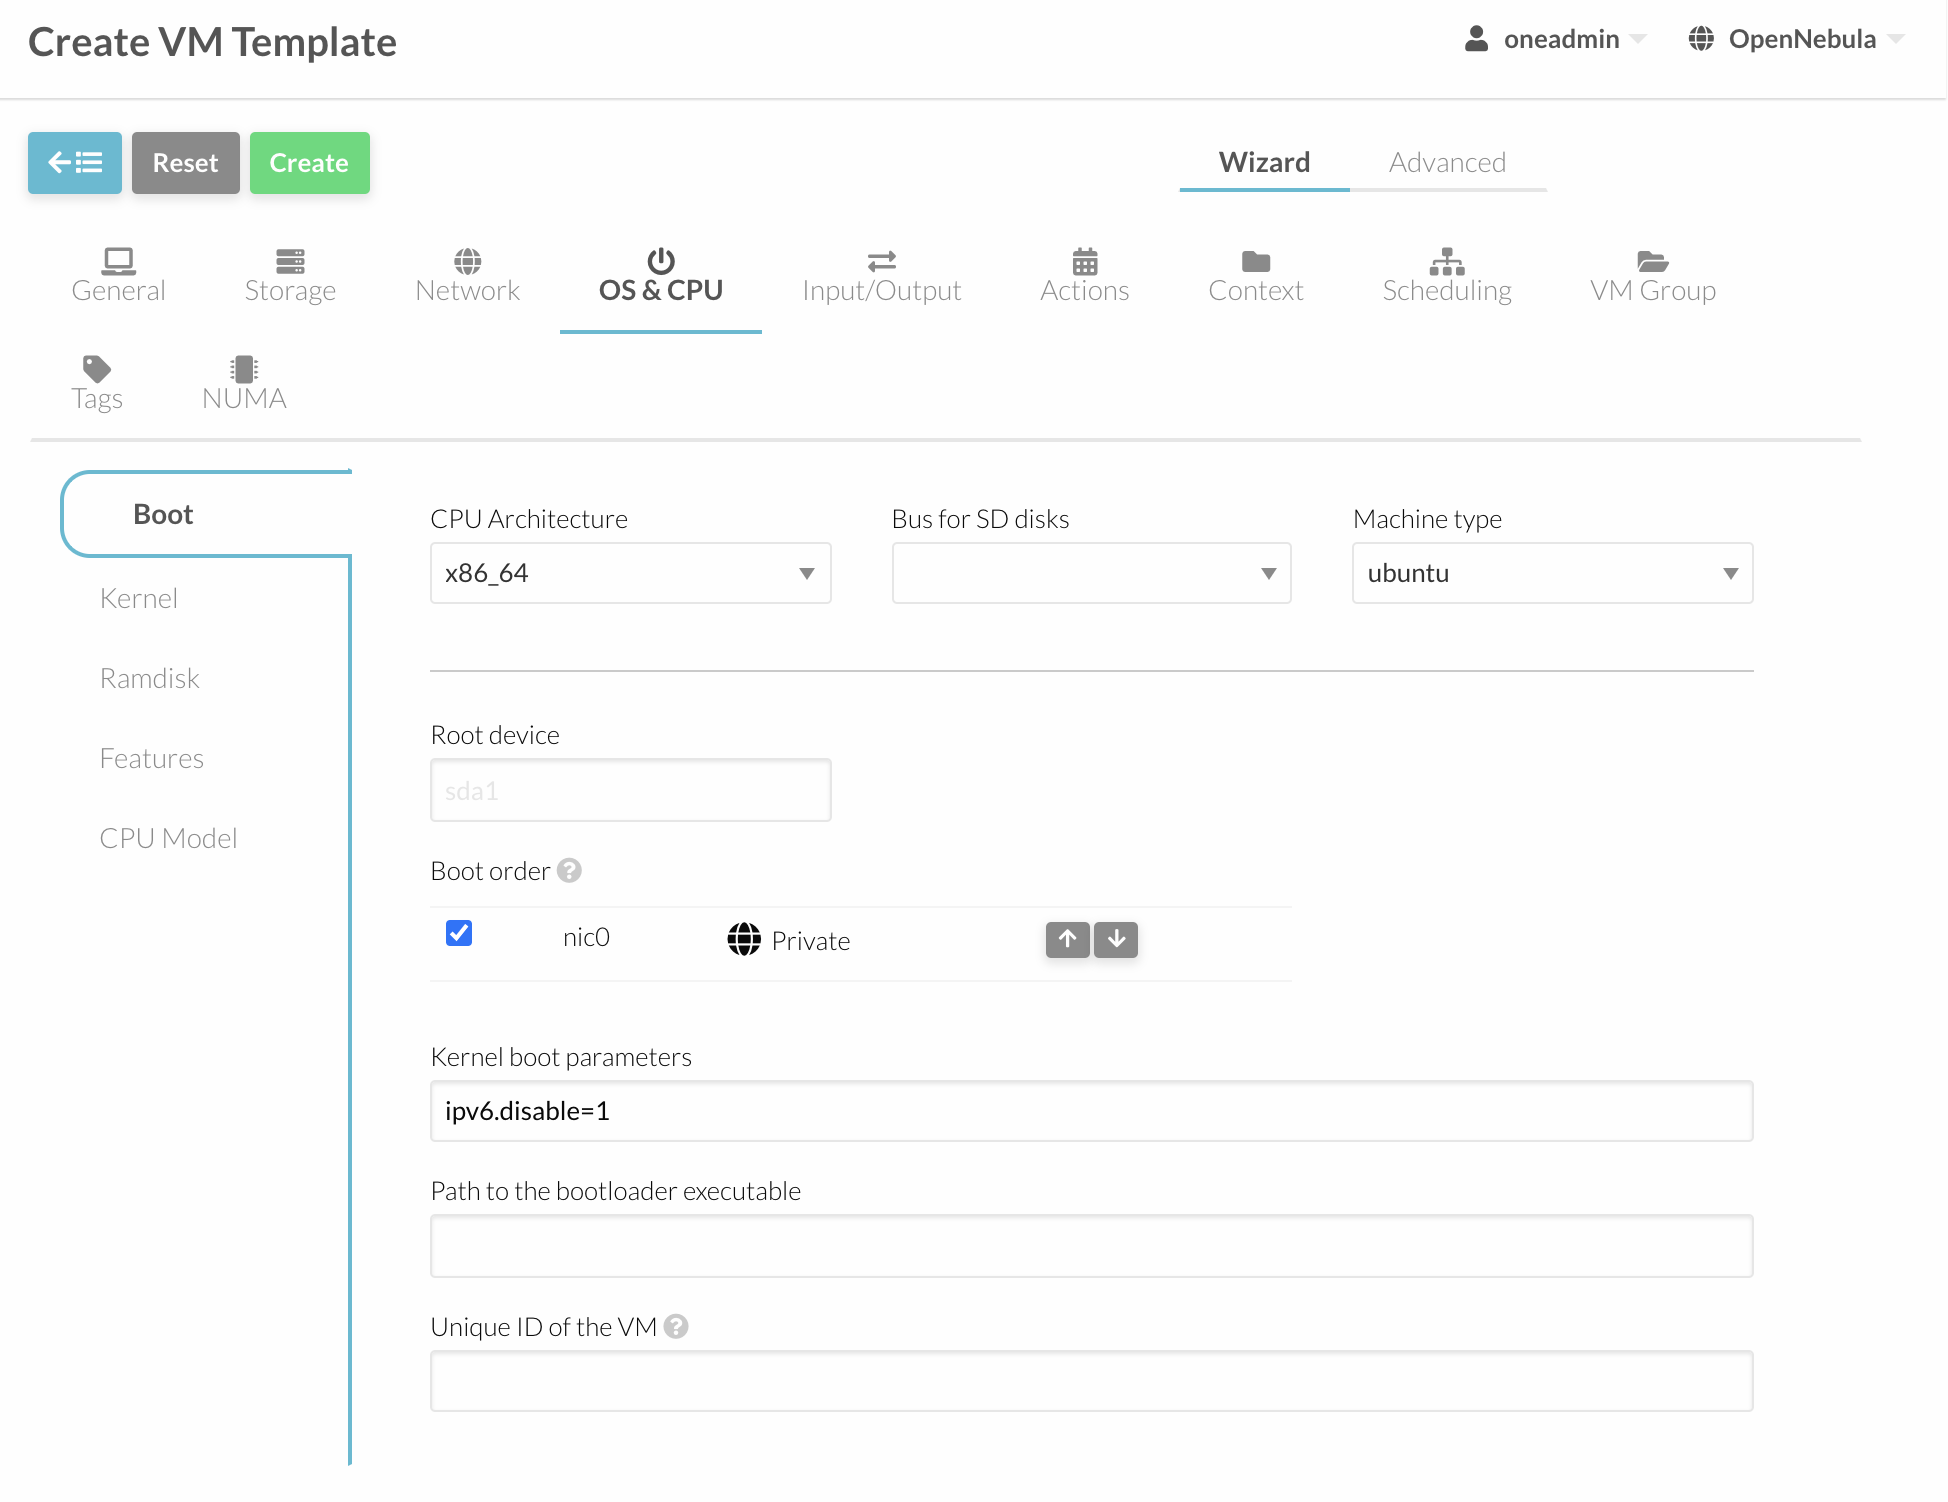 Create VM Template
oneadmin
OpenNebula
Reset
Create
Wizard
Advanced
General
Storage
Network
OS & CPU
Input/Output
Actions
Context
Scheduling
VM Group
Tags
NUMA
Boot
Kernel
Ramdisk
Features
CPU Model
CPU Architecture
x86_64
Bus for SD disks
Machine type
ubuntu
Root device
sda1
Boot order ?
nic0
Private
Kernel boot parameters
ipv6.disable=1
Path to the bootloader executable
Unique ID of the VM ?